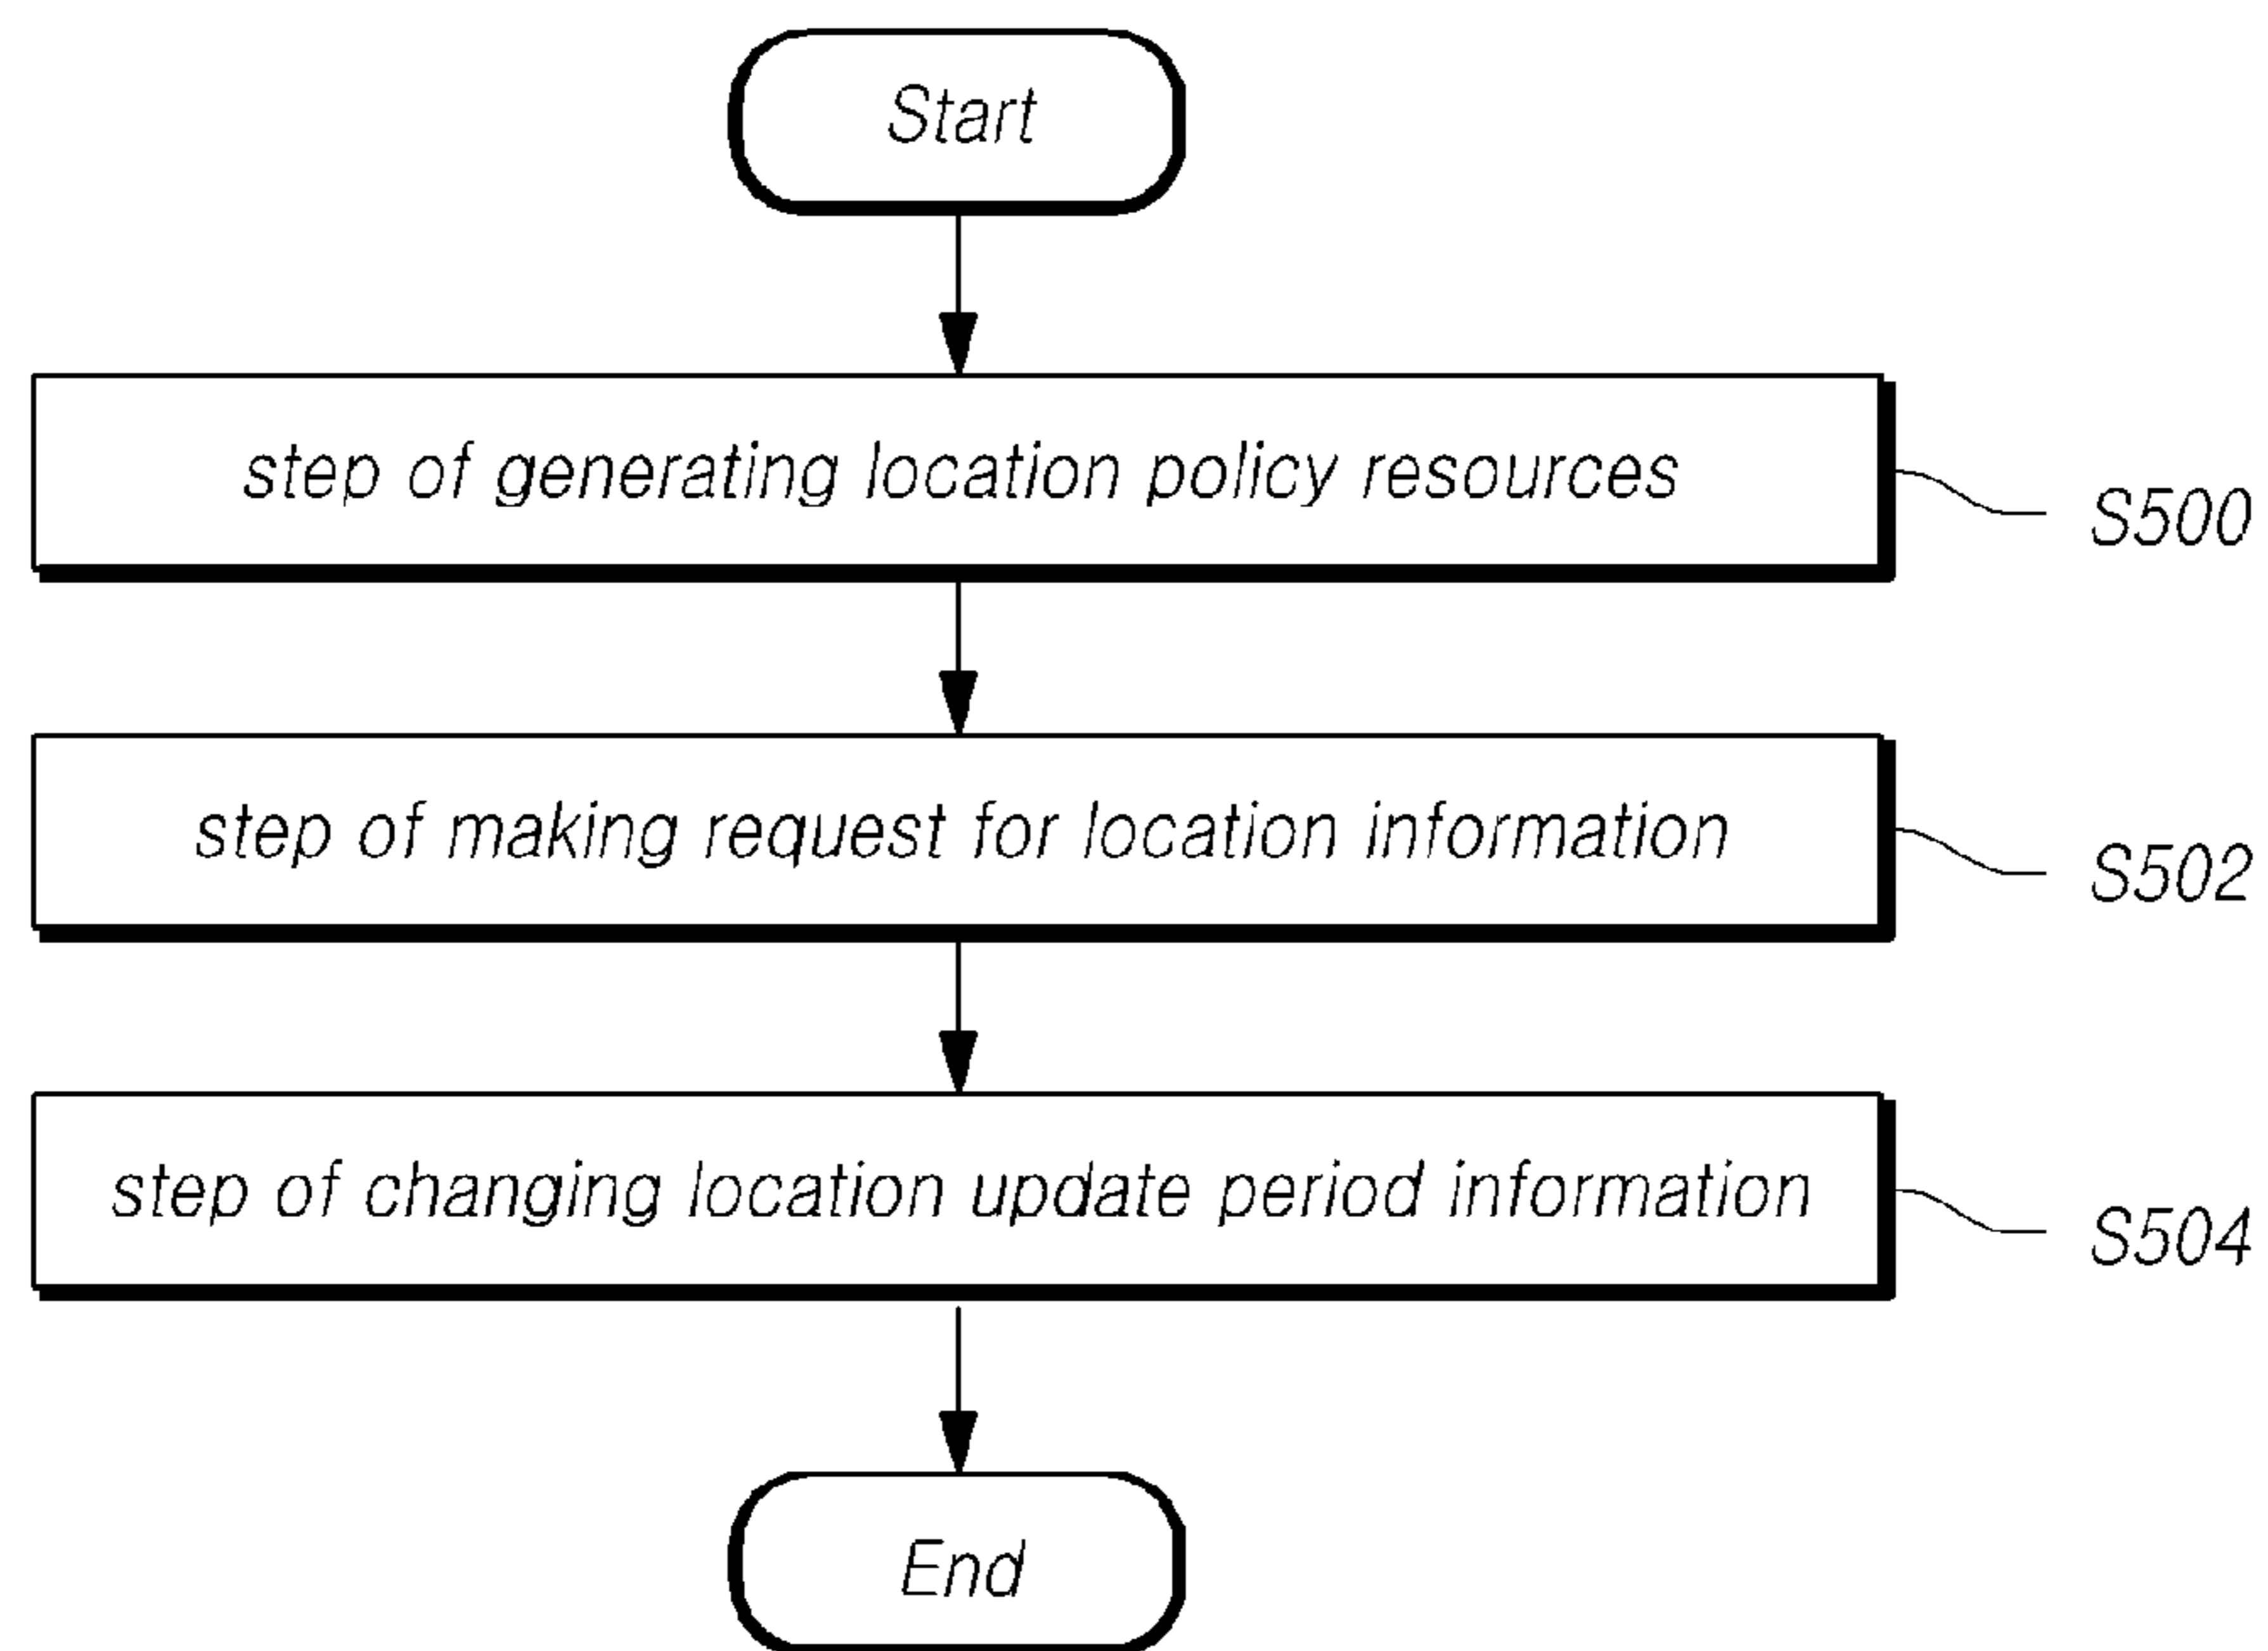 Start
step of generating location policy resources
S500
step of making request for location information
S502
step of changing location update period information
S504
End